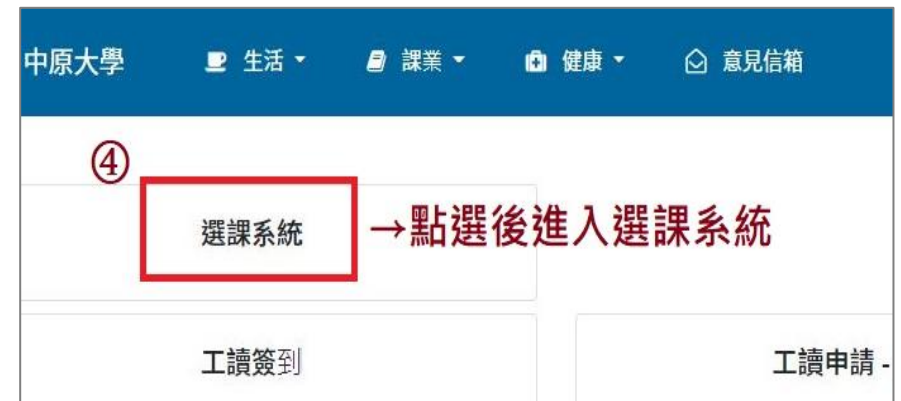 中原大學 生活 課業 健康 意見信箱
④
選課系統 →點選後進入選課系統
工讀簽到 工讀申請 -